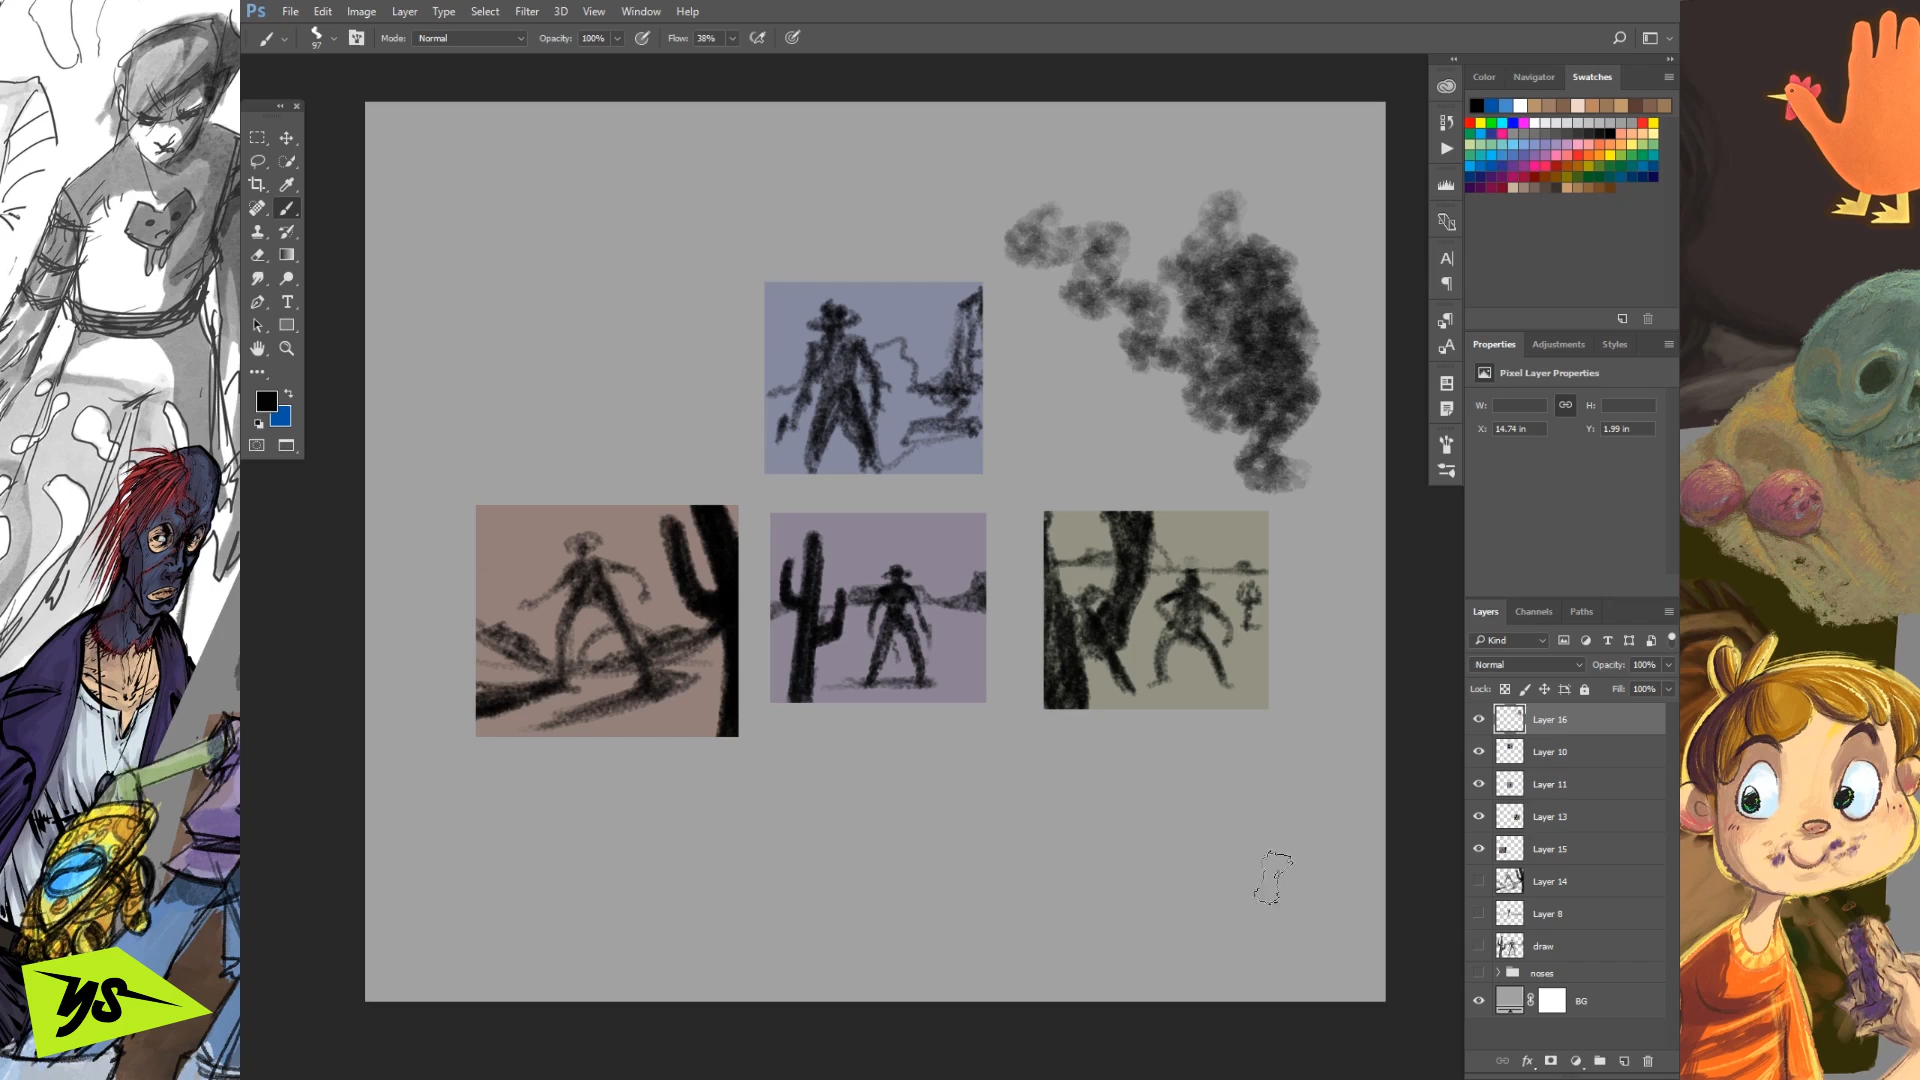 Ps File Edit Image Layer Type Select Filter 3D View Window Help
97 Mode: Normal Opacity: 100% Flow: 38%
Color Navigator Swatches
Properties Adjustments Styles
Pixel Layer Properties
W: H:
X: 14.74 in Y: 1.99 in
Layers Channels Paths
Kind
Normal Opacity: 100%
Lock: Fill: 100%
Layer 16
Layer 10
Layer 11
Layer 13
Layer 15
Layer 14
Layer 8
draw
noses
BG
fx
YS